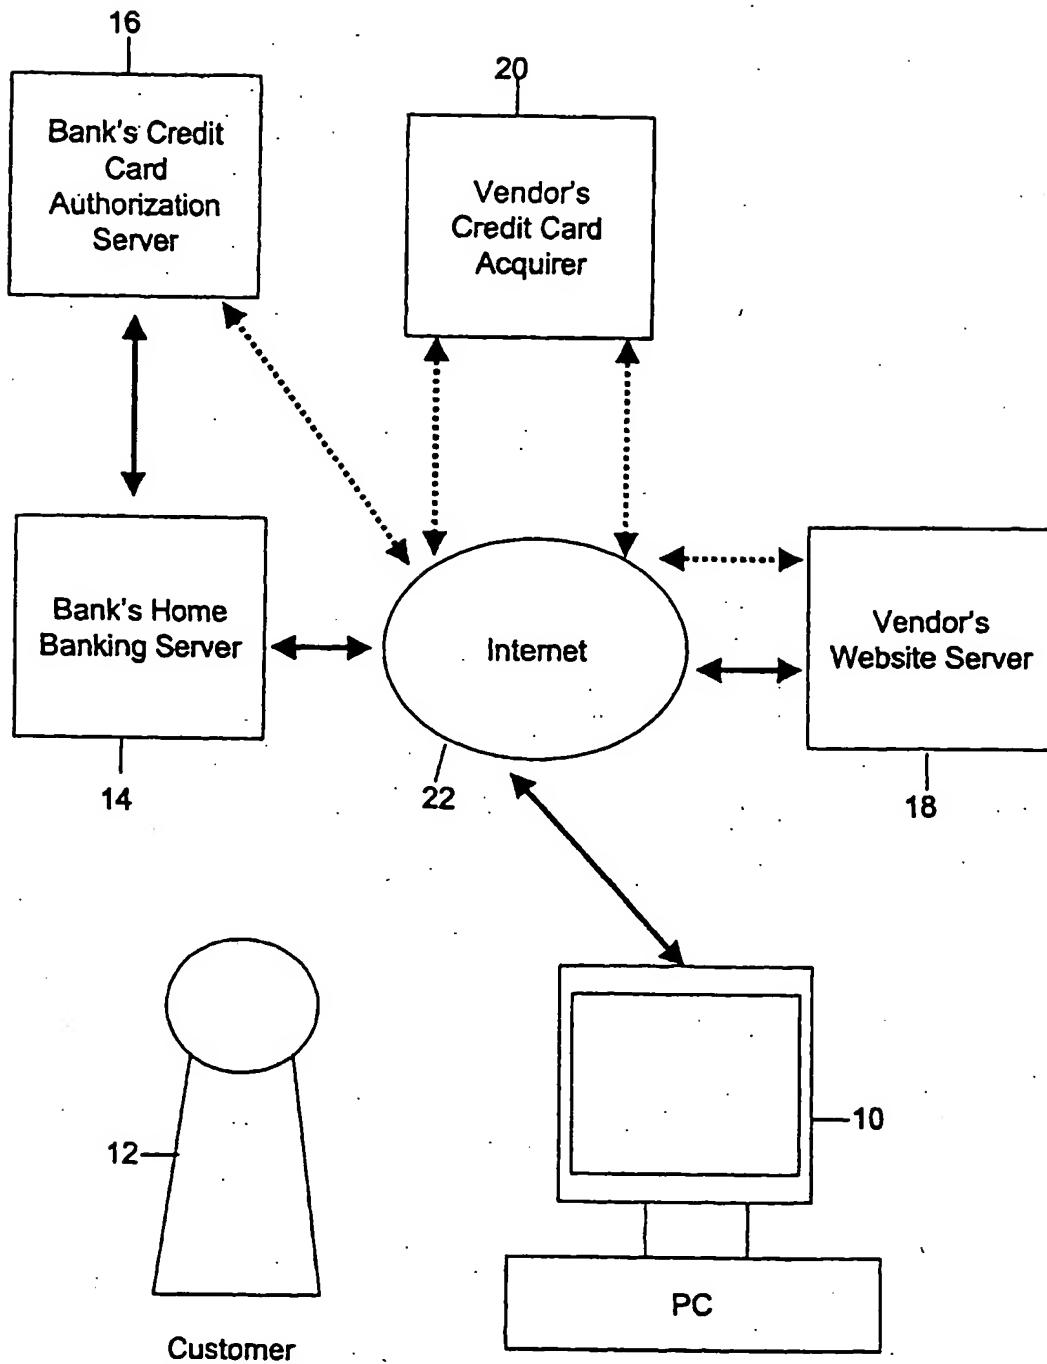 16
20
Bank's Credit
Card
Authorization
Server
Vendor's
Credit Card
Acquirer
Bank's Home
Banking Server
Internet
Vendor's
Website Server
14
22
18
12
10
PC
Customer